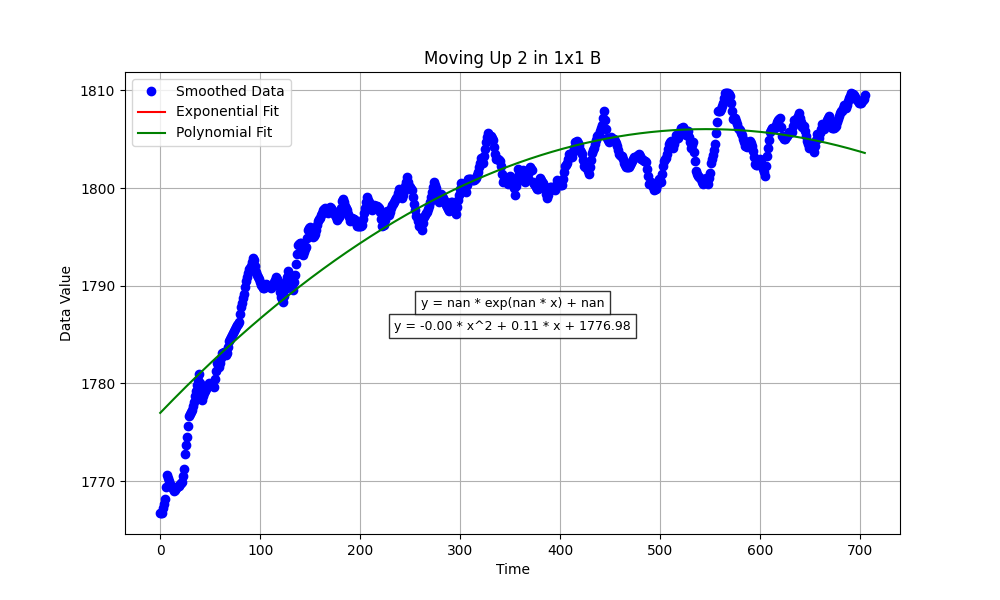 Moving Up 2 in 1x1 B
Smoothed Data
Exponential Fit
Polynomial Fit
1810
1800
1790
1780
1770
Data Value
y = nan * exp(nan * x) + nan
y = -0.00 * x^2 + 0.11 * x + 1776.98
0 100 200 300 400 500 600 700
Time